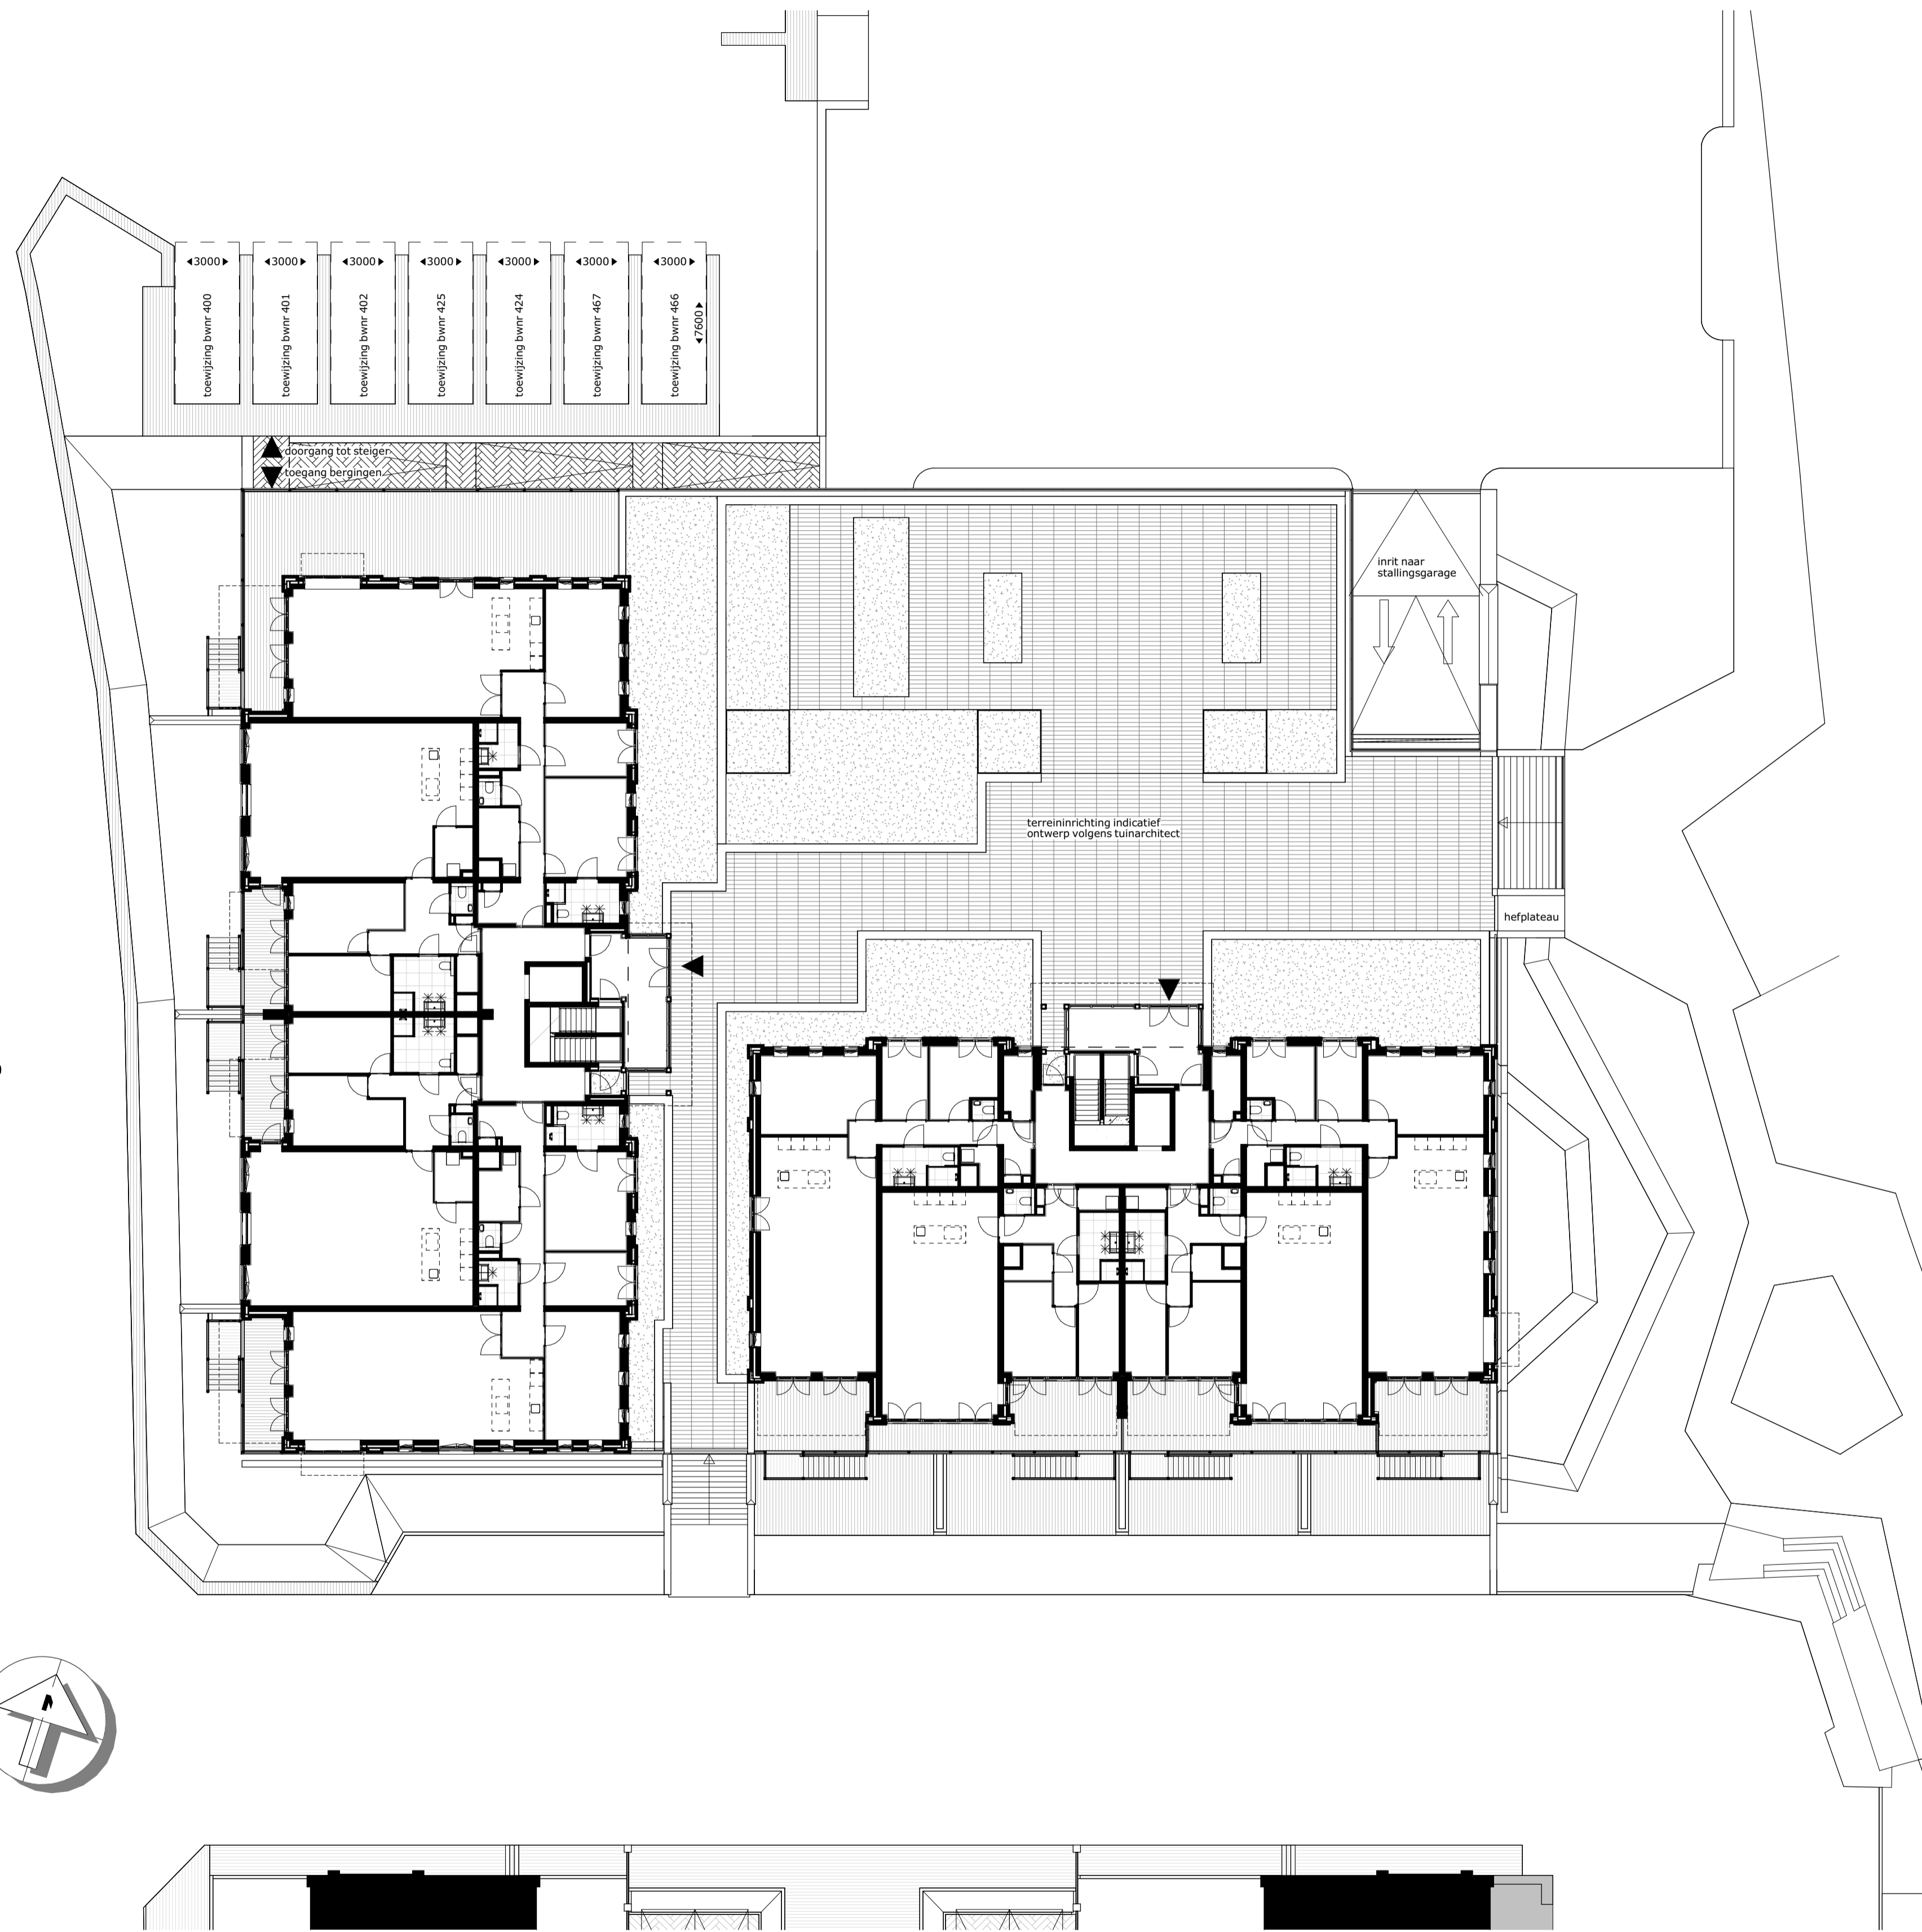 3000
3000
3000
3000
3000
3000
3000
toewijzing bwnr 400
toewijzing bwnr 401
toewijzing bwnr 402
toewijzing bwnr 425
toewijzing bwnr 424
toewijzing bwnr 467
toewijzing bwnr 466
7600
doorgang tot steiger
toegang bergingen
inrit naar
stallingsgarage
terreininrichting indicatief
ontwerp volgens tuinarchitect
hefplateau